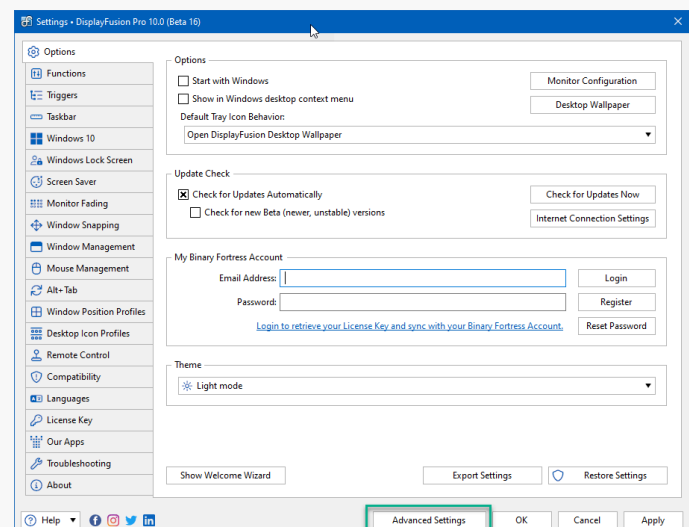 Settings • DisplayFusion Pro 10.0 (Beta 16)
Options
Functions
Triggers
Taskbar
Windows 10
Windows Lock Screen
Screen Saver
Monitor Fading
Window Snapping
Window Management
Mouse Management
Alt+Tab
Window Position Profiles
Desktop Icon Profiles
Remote Control
Compatibility
Languages
License Key
Our Apps
Troubleshooting
About
Options
Start with Windows
Monitor Configuration
Show in Windows desktop context menu
Desktop Wallpaper
Default Tray Icon Behavior:
Open DisplayFusion Desktop Wallpaper
Update Check
Check for Updates Automatically
Check for Updates Now
Check for new Beta (newer, unstable) versions
Internet Connection Settings
My Binary Fortress Account
Email Address:
Login
Password:
Register
Login to retrieve your License Key and sync with your Binary Fortress Account.
Reset Password
Theme
Light mode
Show Welcome Wizard
Export Settings
Restore Settings
Help
Advanced Settings
OK
Cancel
Apply